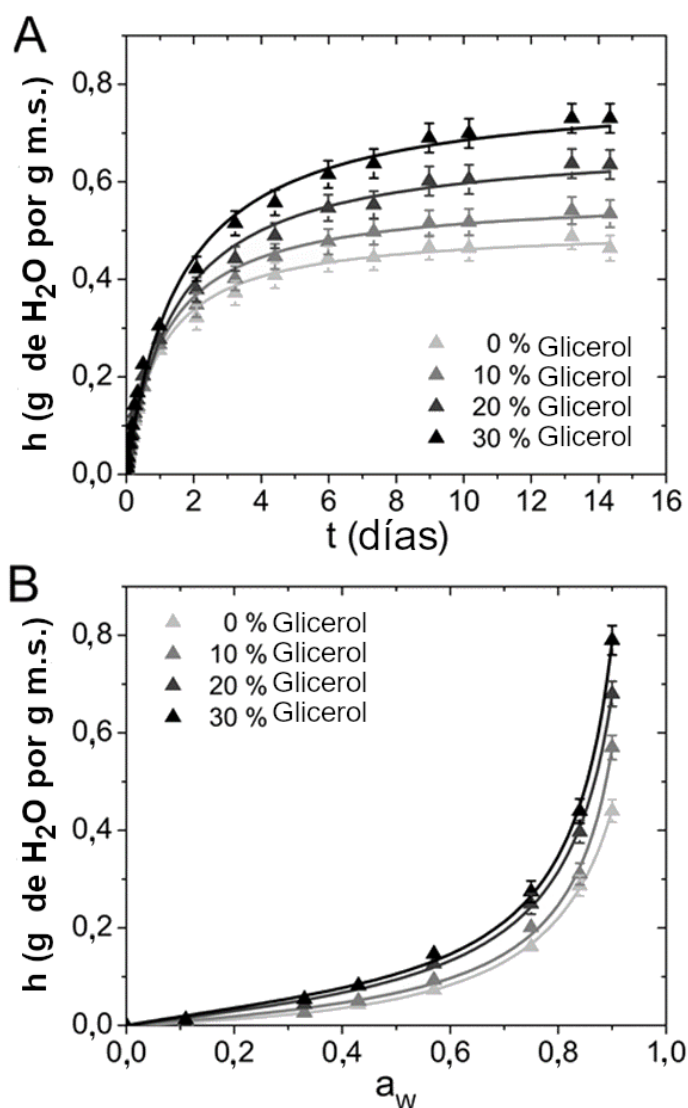 A
h (g de H₂O por g m.s.)
0,8
0,6
0,4
0,2
0,0
0 % Glicerol
10 % Glicerol
20 % Glicerol
30 % Glicerol
0 2 4 6 8 10 12 14 16
t (días)
B
h (g de H₂O por g m.s.)
0,8
0,6
0,4
0,2
0,0
0 % Glicerol
10 % Glicerol
20 % Glicerol
30 % Glicerol
0,0 0,2 0,4 0,6 0,8 1,0
a_w